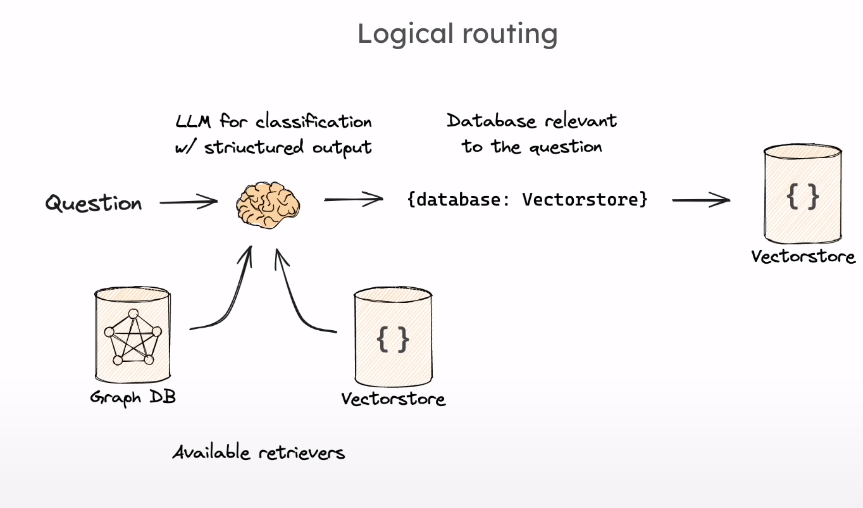 Logical routing
LLM for classification
w/ striuctured output
Database relevant
to the question
Question
{database: Vectorstore}
{}
Vectorstore
{}
Graph DB
Vectorstore
Available retrievers